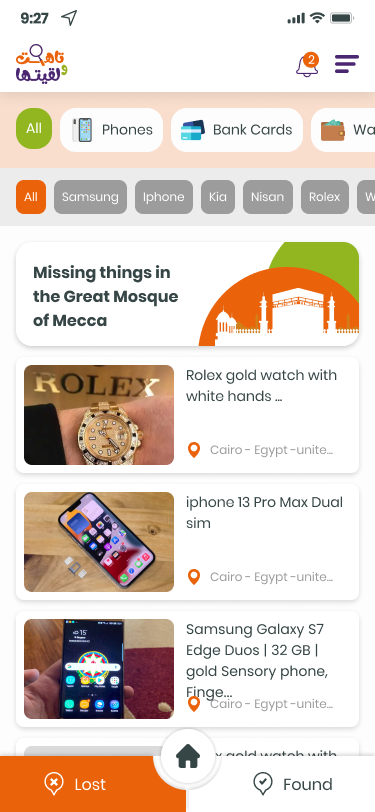 9:27
تاهت
و لقيتها
2
All
Phones
Bank Cards
Wa
All
Samsung
Iphone
Kia
Nisan
Rolex
W
Missing things in
the Great Mosque
of Mecca
ROLEX
Rolex gold watch with
white hands ...
Cairo - Egypt -unite...
iphone 13 Pro Max Dual
sim
Cairo - Egypt -unite...
Samsung Galaxy S7
Edge Duos | 32 GB |
gold Sensory phone,
Finge...
Cairo - Egypt -unite...
gold watch with
Lost
Found